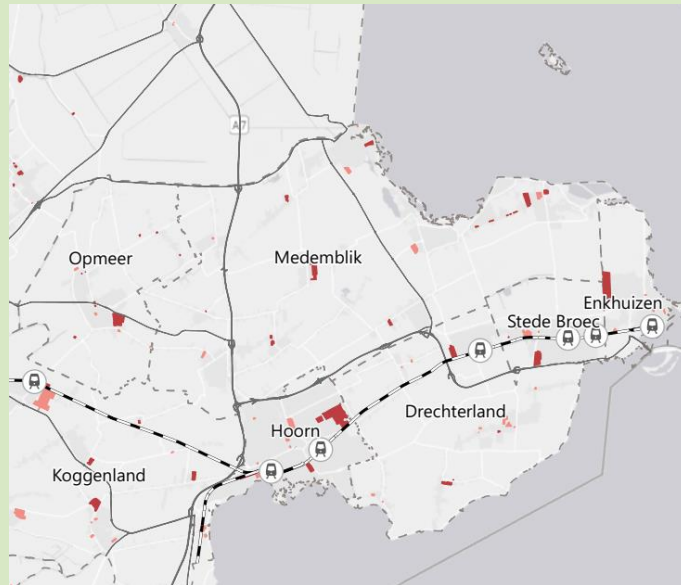 A7
Opmeer
Medemblik
Enkhuizen
Stede Broec
Drechterland
Hoorn
Koggenland